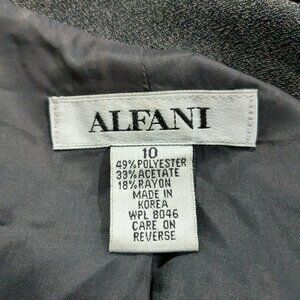 ALFANI
10
49%POLYESTER
33%ACETATE
18%RAYON
MADE IN
KOREA
WPL 8046
CARE ON
REVERSE